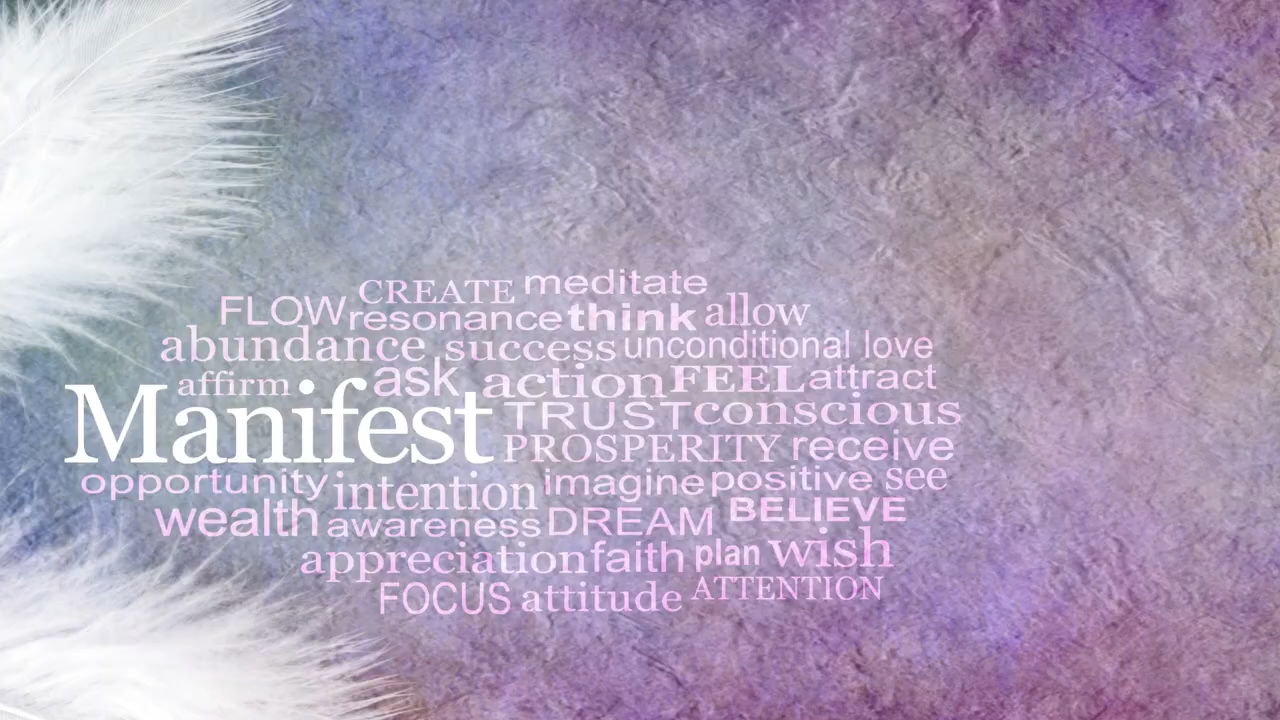 CREATE meditate
FLOW resonance think allow
abundance success unconditional love
affirm ask action FEEL attract
Manifest TRUST conscious
PROSPERITY receive
opportunity intention imagine positive see
wealth awareness DREAM BELIEVE
appreciation faith plan wish
FOCUS attitude ATTENTION